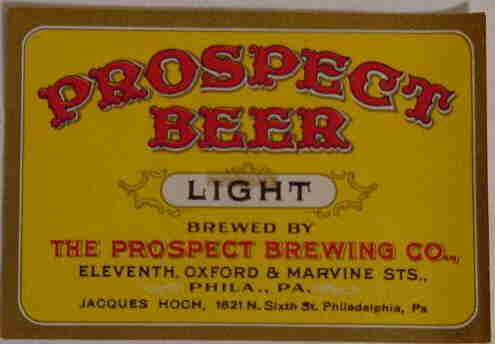 PROSPECT
BEER
LIGHT
BREWED BY
THE PROSPECT BREWING CO.,
ELEVENTH, OXFORD & MARVINE STS.,
PHILA., PA.
JACQUES HOCH, 1821 N. Sixth St. Philadelphia, Pa